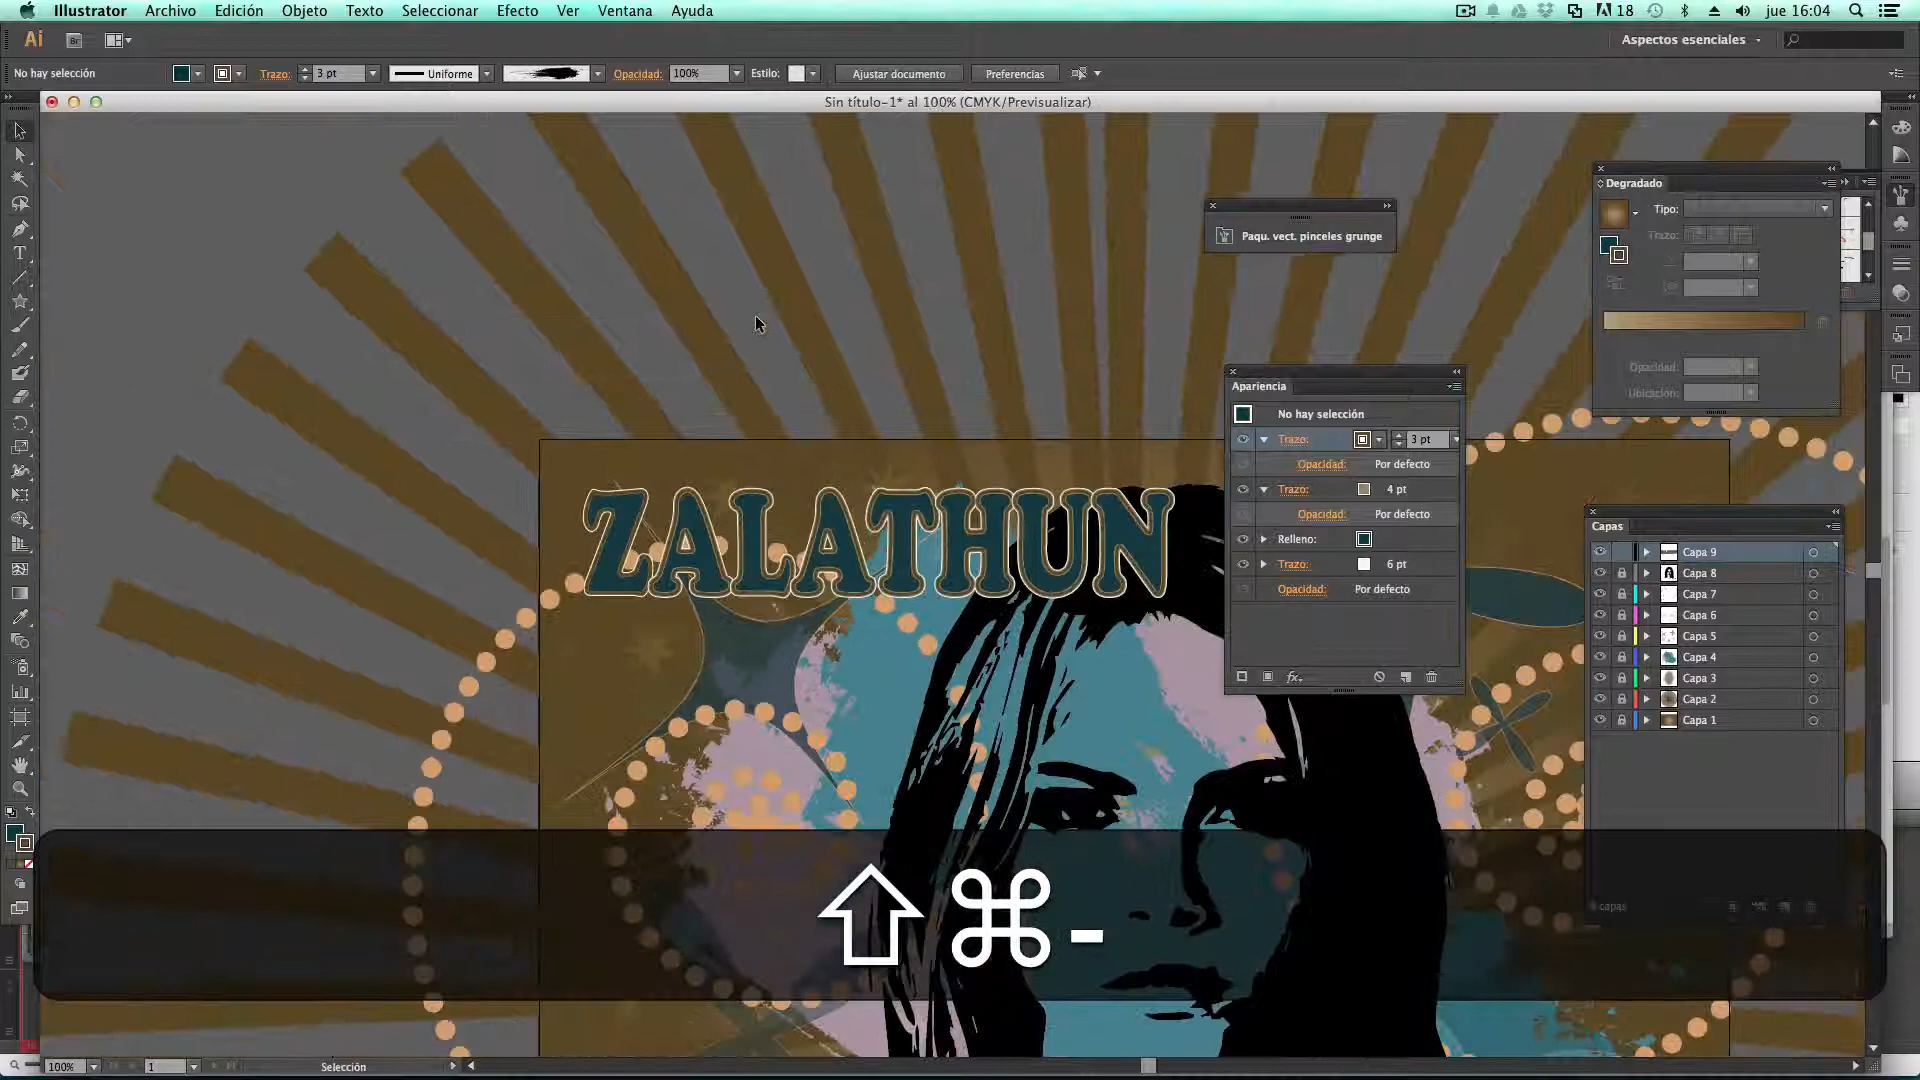 Illustrator Archivo Edición Objeto Texto Seleccionar Efecto Ver Ventana Ayuda 18 jue 16:04
Ai Br Aspectos esenciales
No hay selección Trazo: 3 pt Uniforme Opacidad: 100% Estilo: Ajustar documento Preferencias
Sin título-1* al 100% (CMYK/Previsualizar)
Degradado
Tipo:
Trazo:
Opacidad:
Ubicación:
Paqu. vect. pinceles grunge
Apariencia
No hay selección
Trazo: 3 pt
Opacidad: Por defecto
Trazo: 4 pt
Opacidad: Por defecto
Relleno:
Trazo: 6 pt
Opacidad: Por defecto
fx
ZALATHUN
Capas
Capa 9
Capa 8
Capa 7
Capa 6
Capa 5
Capa 4
Capa 3
Capa 2
Capa 1
capas
⇧⌘-
100% 1 Selección